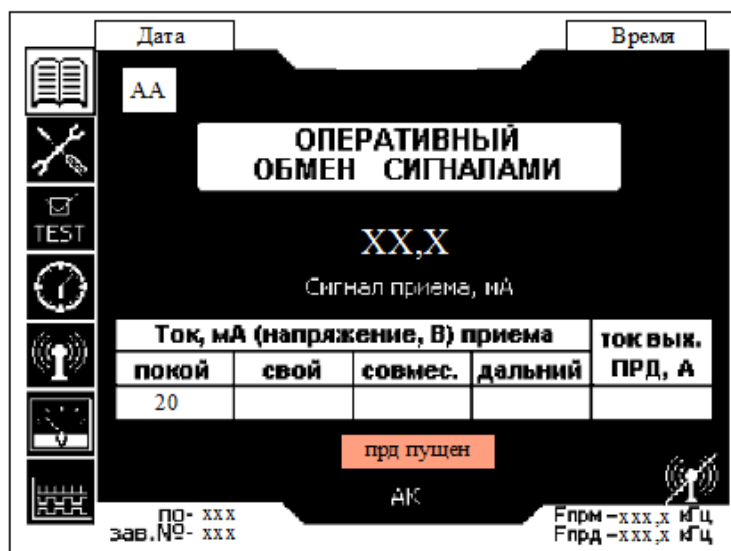 Дата
Время
АА
ОПЕРАТИВНЫЙ
ОБМЕН СИГНАЛАМИ
TEST
XX,X
Сигнал приема, мА
Ток, мА (напряжение, В) приема
ток вых.
ПРД, А
покой свой совмес. дальний
20
прд пущен
АК
по- xxx
зав.№- xxx
Fпрм –xxx,x кГц
Fпрд –xxx,x кГц